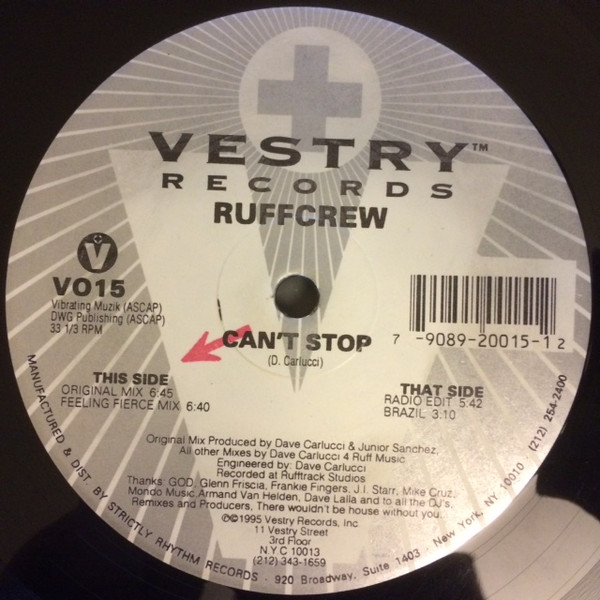 VESTRY™
RECORDS
RUFFCREW
V
VO15
Vibrating Muzik (ASCAP)
DWG Publishing (ASCAP)
33 1/3 RPM
7 -9089-20015-1 2
CAN'T STOP
(D. Carlucci)
THIS SIDE
ORIGINAL MIX 6:45
FEELING FIERCE MIX 6:40
THAT SIDE
RADIO EDIT 5:42
BRAZIL 3:10
Original Mix Produced by Dave Carlucci & Junior Sanchez,
All other Mixes by Dave Carlucci 4 Ruff Music
Engineered by: Dave Carlucci
Recorded at Rufftrack Studios
Thanks: GOD, Glenn Friscia, Frankie Fingers, J.I. Starr, Mike Cruz,
Mondo Music, Armand Van Helden, Dave Lalla and to all the DJ's,
Remixes and Producers, There wouldn't be house without you.
℗©1995 Vestry Records, Inc
11 Vestry Street
3rd Floor
N.Y.C 10013
(212) 343-1659
MANUFACTURED & DIST. BY STRICTLY RHYTHM RECORDS · 920 Broadway, Suite 1403 · New York, NY 10010 · (212) 254-2400